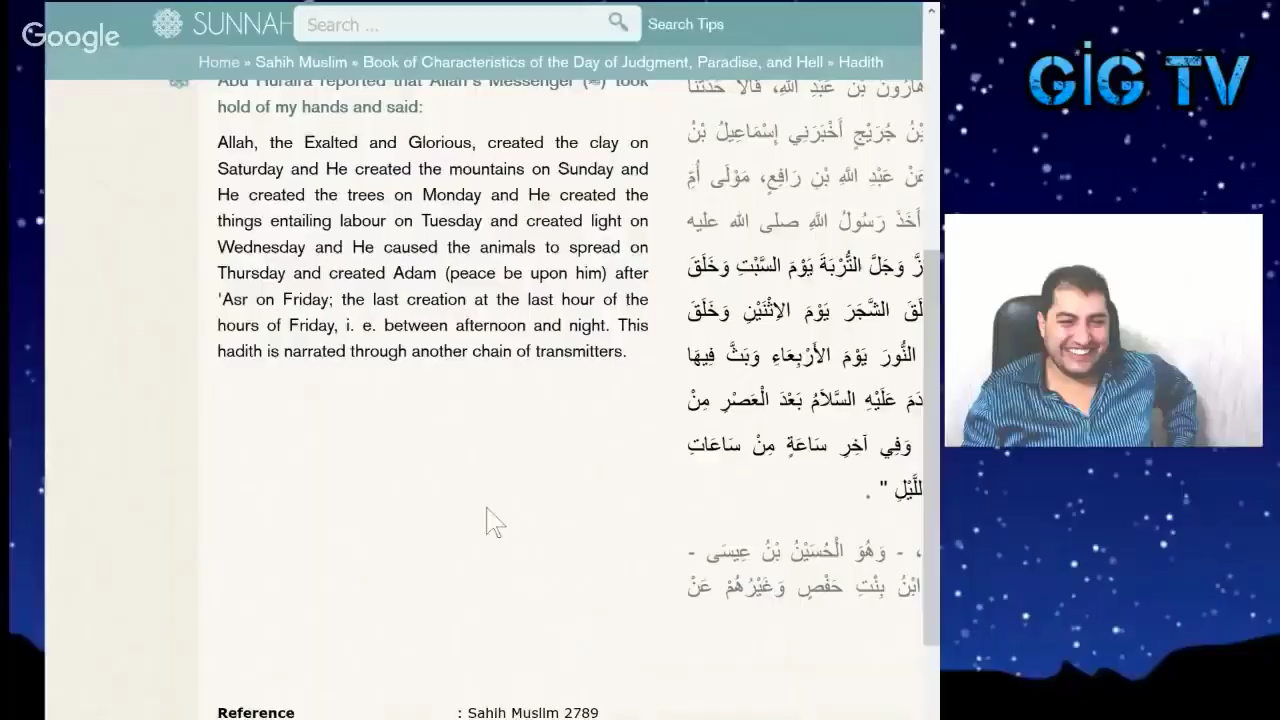 Google
SUNNAH
Search ...
Search Tips
GiG TV
Home » Sahih Muslim » Book of Characteristics of the Day of Judgment, Paradise, and Hell » Hadith
Abu Huraira reported that Allah's Messenger (ﷺ) took
hold of my hands and said:
Allah, the Exalted and Glorious, created the clay on
Saturday and He created the mountains on Sunday and
He created the trees on Monday and He created the
things entailing labour on Tuesday and created light on
Wednesday and He caused the animals to spread on
Thursday and created Adam (peace be upon him) after
'Asr on Friday; the last creation at the last hour of the
hours of Friday, i. e. between afternoon and night. This
hadith is narrated through another chain of transmitters.
هَارُونُ بْنُ عَبْدِ اللَّهِ، قَالاَ حَدَّثَنَا
بْنُ جُرَيْجٍ أَخْبَرَنِي إِسْمَاعِيلُ بْنُ
عَنْ عَبْدِ اللَّهِ بْنِ رَافِعٍ، مَوْلَى أُمِّ
أَخَذَ رَسُولُ اللَّهِ صلى الله عليه
زَّ وَجَلَّ التُّرْبَةَ يَوْمَ السَّبْتِ وَخَلَقَ
لَقَ الشَّجَرَ يَوْمَ الاِثْنَيْنِ وَخَلَقَ
النُّورَ يَوْمَ الأَرْبِعَاءِ وَبَثَّ فِيهَا
دَمَ عَلَيْهِ السَّلاَمُ بَعْدَ الْعَصْرِ مِنْ
وَفِي آخِرِ سَاعَةٍ مِنْ سَاعَاتِ
للَّيْلِ " .
، - وَهُوَ الْحُسَيْنُ بْنُ عِيسَى -
ابْنُ بِنْتِ حَفْصٍ وَغَيْرُهُمْ عَنْ
Reference : Sahih Muslim 2789